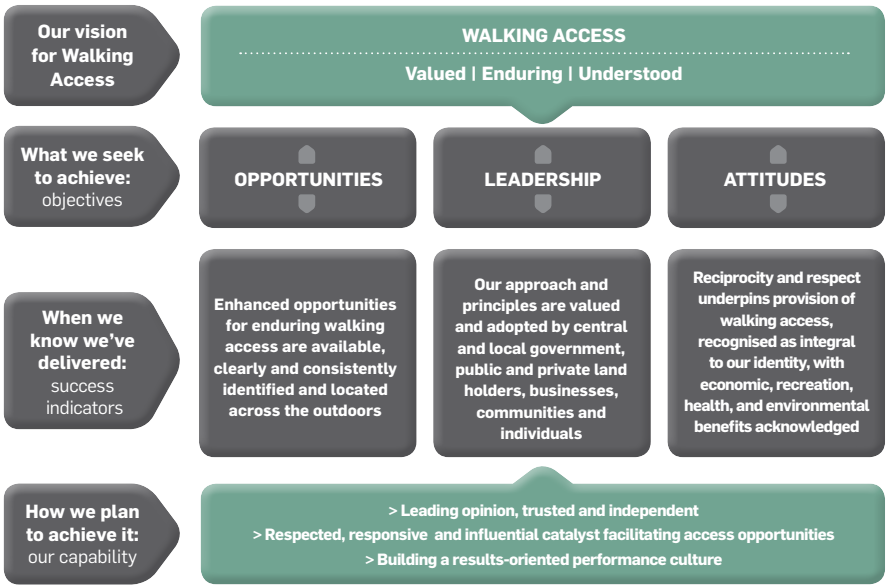 Our vision
for Walking
Access
WALKING ACCESS
Valued | Enduring | Understood
What we seek
to achieve:
objectives
OPPORTUNITIES
LEADERSHIP
ATTITUDES
When we
know we've
delivered:
success
indicators
Enhanced opportunities
for enduring walking
access are available,
clearly and consistently
identified and located
across the outdoors
Our approach and
principles are valued
and adopted by central
and local government,
public and private land
holders, businesses,
communities and
individuals
Reciprocity and respect
underpins provision of
walking access,
recognised as integral
to our identity, with
economic, recreation,
health, and environmental
benefits acknowledged
How we plan
to achieve it:
our capability
> Leading opinion, trusted and independent
> Respected, responsive and influential catalyst facilitating access opportunities
> Building a results-oriented performance culture